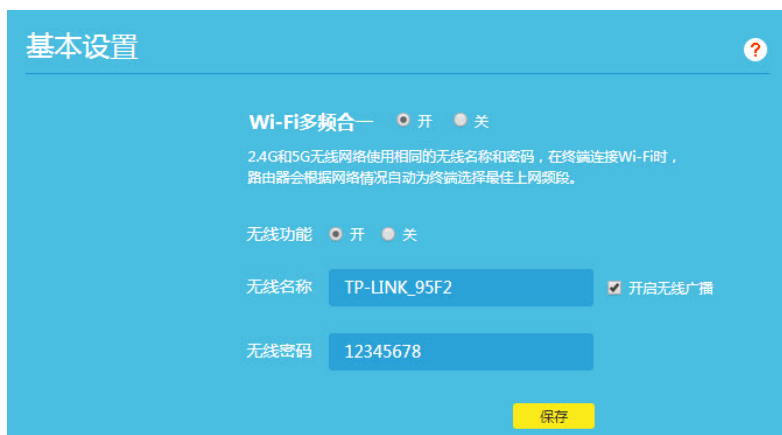 基本设置
?
Wi-Fi多频合一 开 关
2.4G和5G无线网络使用相同的无线名称和密码，在终端连接Wi-Fi时，
路由器会根据网络情况自动为终端选择最佳上网频段。
无线功能 开 关
无线名称 TP-LINK_95F2 开启无线广播
无线密码 12345678
保存